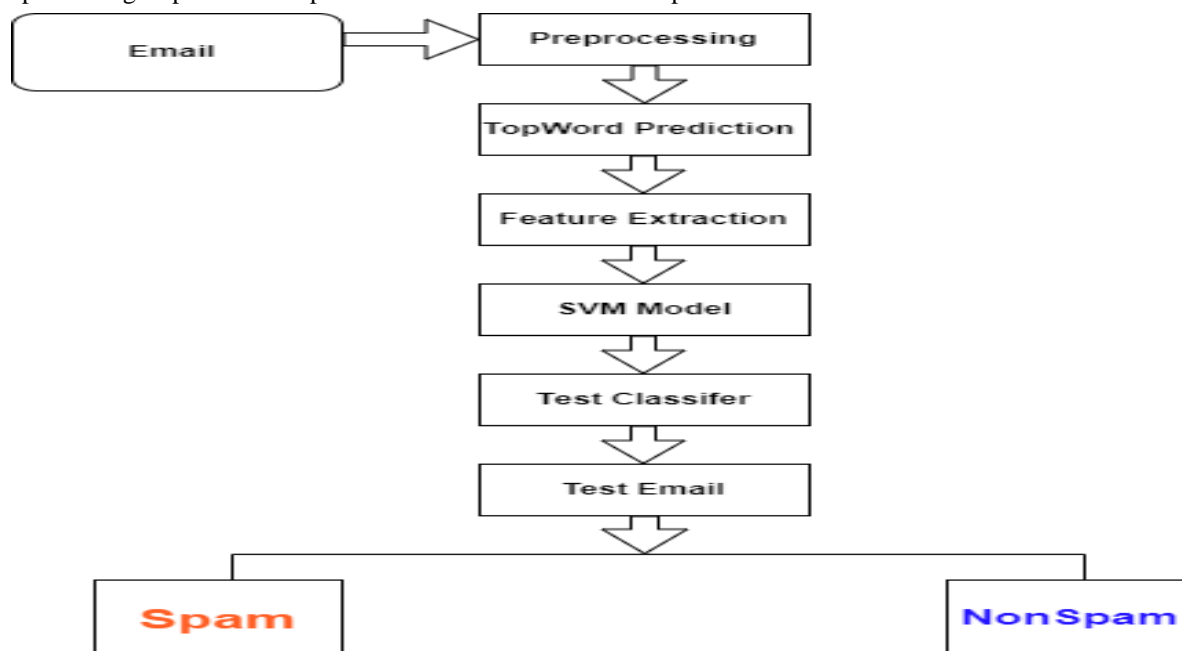 Email
Preprocessing
TopWord Prediction
Feature Extraction
SVM Model
Test Classifer
Test Email
Spam
NonSpam